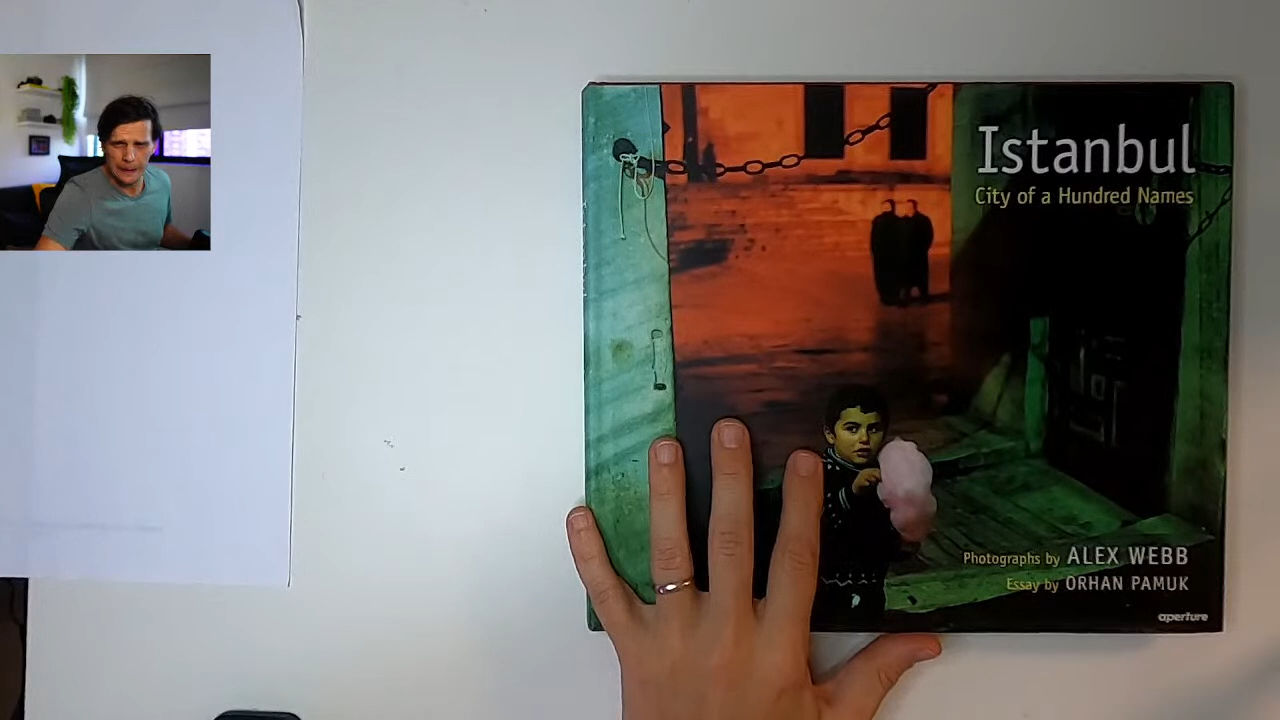 Istanbul
City of a Hundred Names
Photographs by ALEX WEBB
Essay by ORHAN PAMUK
aperture